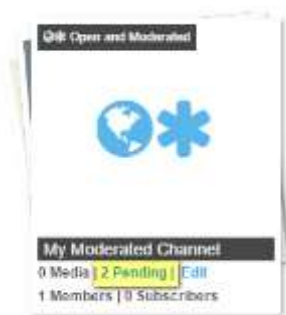 Open and Moderated
My Moderated Channel
0 Media | 2 Pending | Edit
1 Members | 0 Subscribers